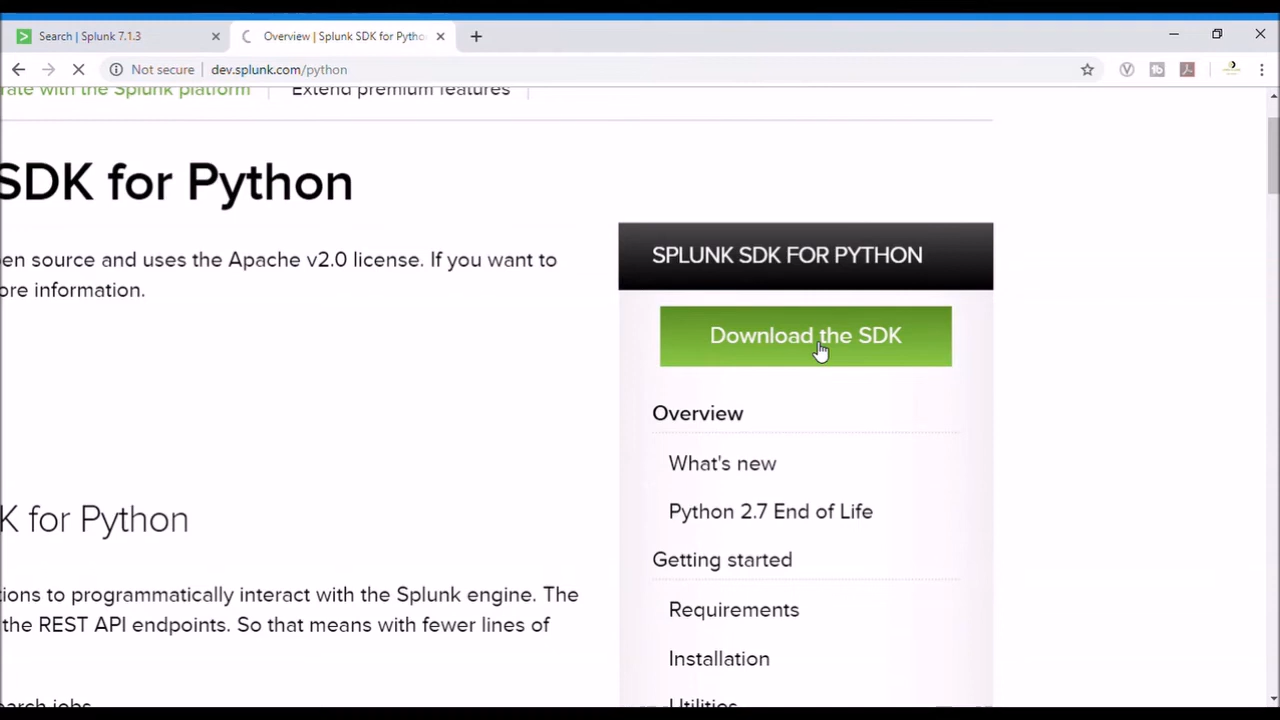 Search | Splunk 7.1.3
Overview | Splunk SDK for Pytho
Not secure | dev.splunk.com/python
rate with the Splunk platform
Extend premium features
SDK for Python
en source and uses the Apache v2.0 license. If you want to
ore information.
SPLUNK SDK FOR PYTHON
Download the SDK
Overview
What's new
Python 2.7 End of Life
Getting started
Requirements
Installation
Utilities
K for Python
tions to programmatically interact with the Splunk engine. The
the REST API endpoints. So that means with fewer lines of
earch jobs